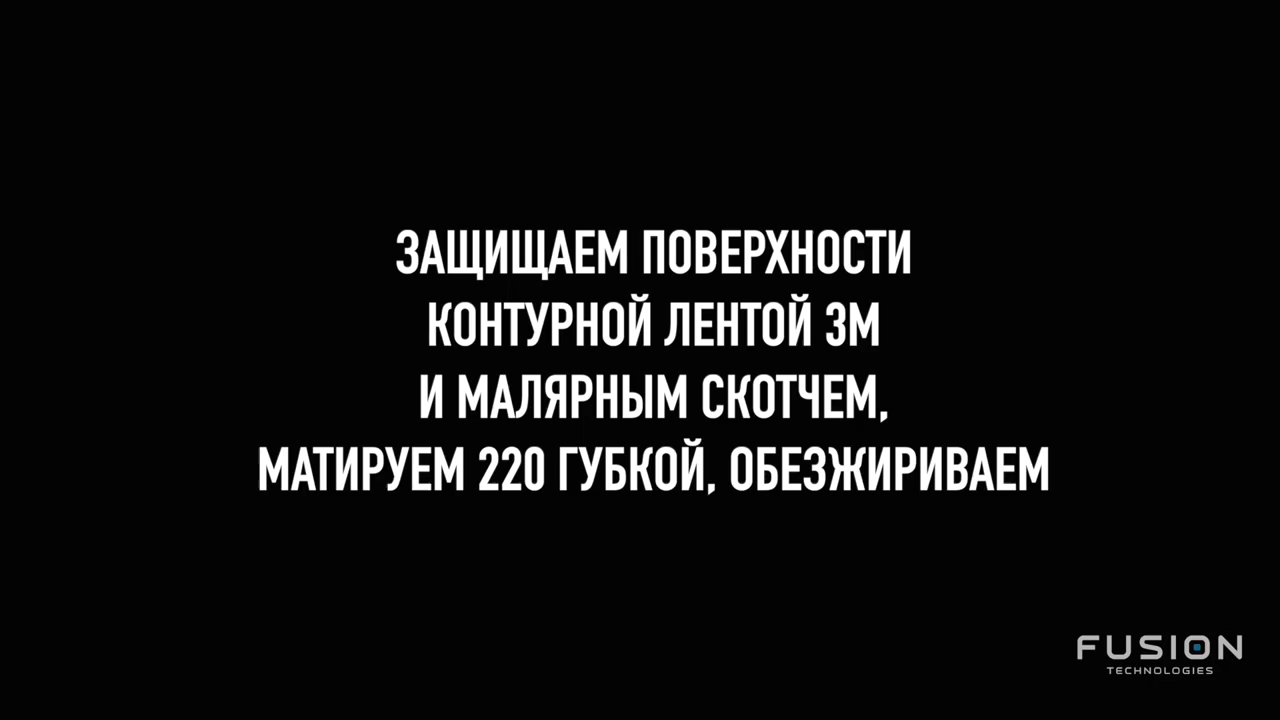 ЗАЩИЩАЕМ ПОВЕРХНОСТИ
КОНТУРНОЙ ЛЕНТОЙ 3М
И МАЛЯРНЫМ СКОТЧЕМ,
МАТИРУЕМ 220 ГУБКОЙ, ОБЕЗЖИРИВАЕМ
FUSION
TECHNOLOGIES